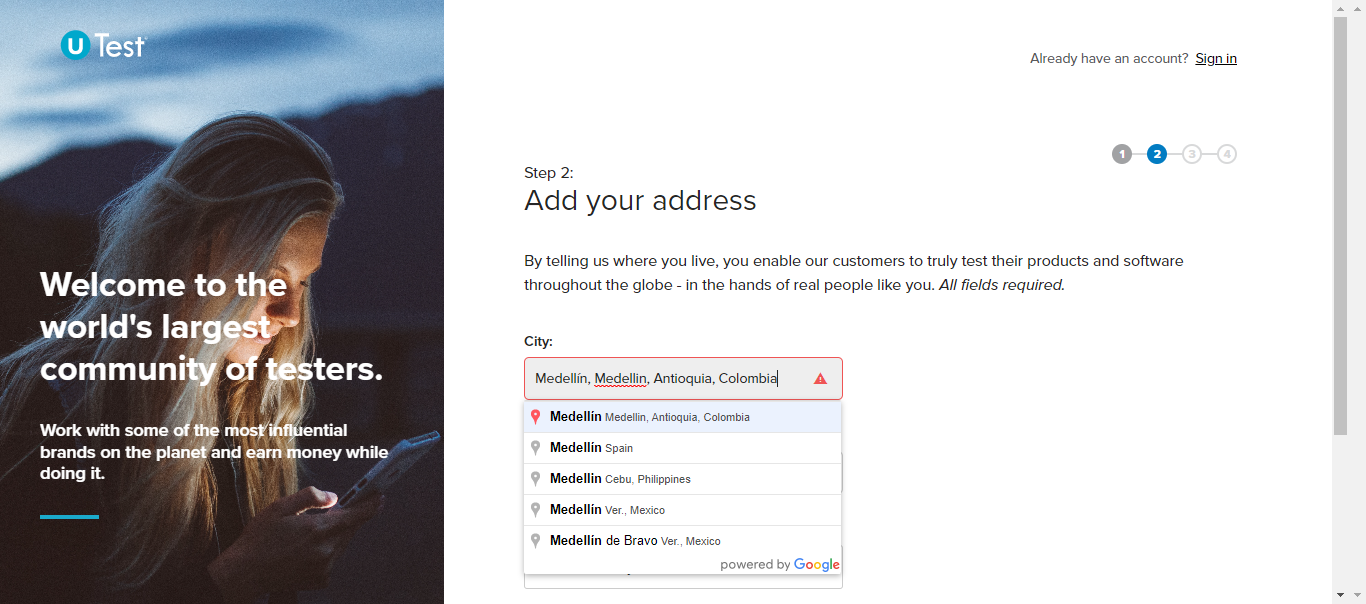 U Test
Already have an account? Sign in
1 2 3 4
Step 2:
Add your address
By telling us where you live, you enable our customers to truly test their products and software
throughout the globe - in the hands of real people like you. All fields required.
City:
Medellín, Medellin, Antioquia, Colombia
Medellín Medellin, Antioquia, Colombia
Medellín Spain
Medellin Cebu, Philippines
Medellín Ver., Mexico
Medellín de Bravo Ver., Mexico
powered by Google
Welcome to the
world's largest
community of testers.
Work with some of the most influential
brands on the planet and earn money while
doing it.